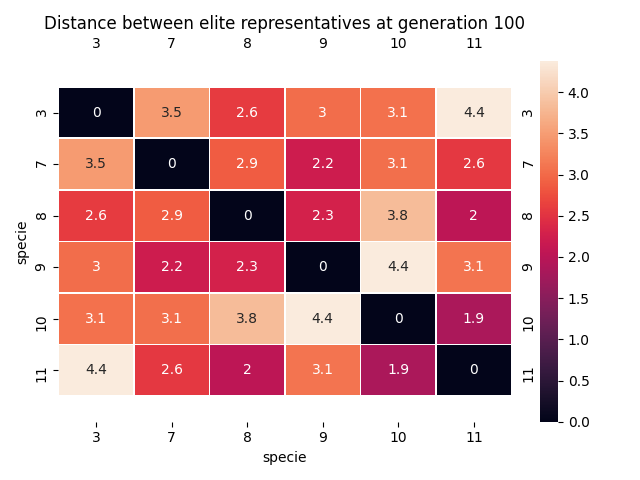 Distance between elite representatives at generation 100
3 7 8 9 10 11
3 0 3.5 2.6 3 3.1 4.4 3
7 3.5 0 2.9 2.2 3.1 2.6 7
8 2.6 2.9 0 2.3 3.8 2 8
9 3 2.2 2.3 0 4.4 3.1 9
10 3.1 3.1 3.8 4.4 0 1.9 10
11 4.4 2.6 2 3.1 1.9 0 11
3 7 8 9 10 11
specie
specie
4.0
3.5
3.0
2.5
2.0
1.5
1.0
0.5
0.0